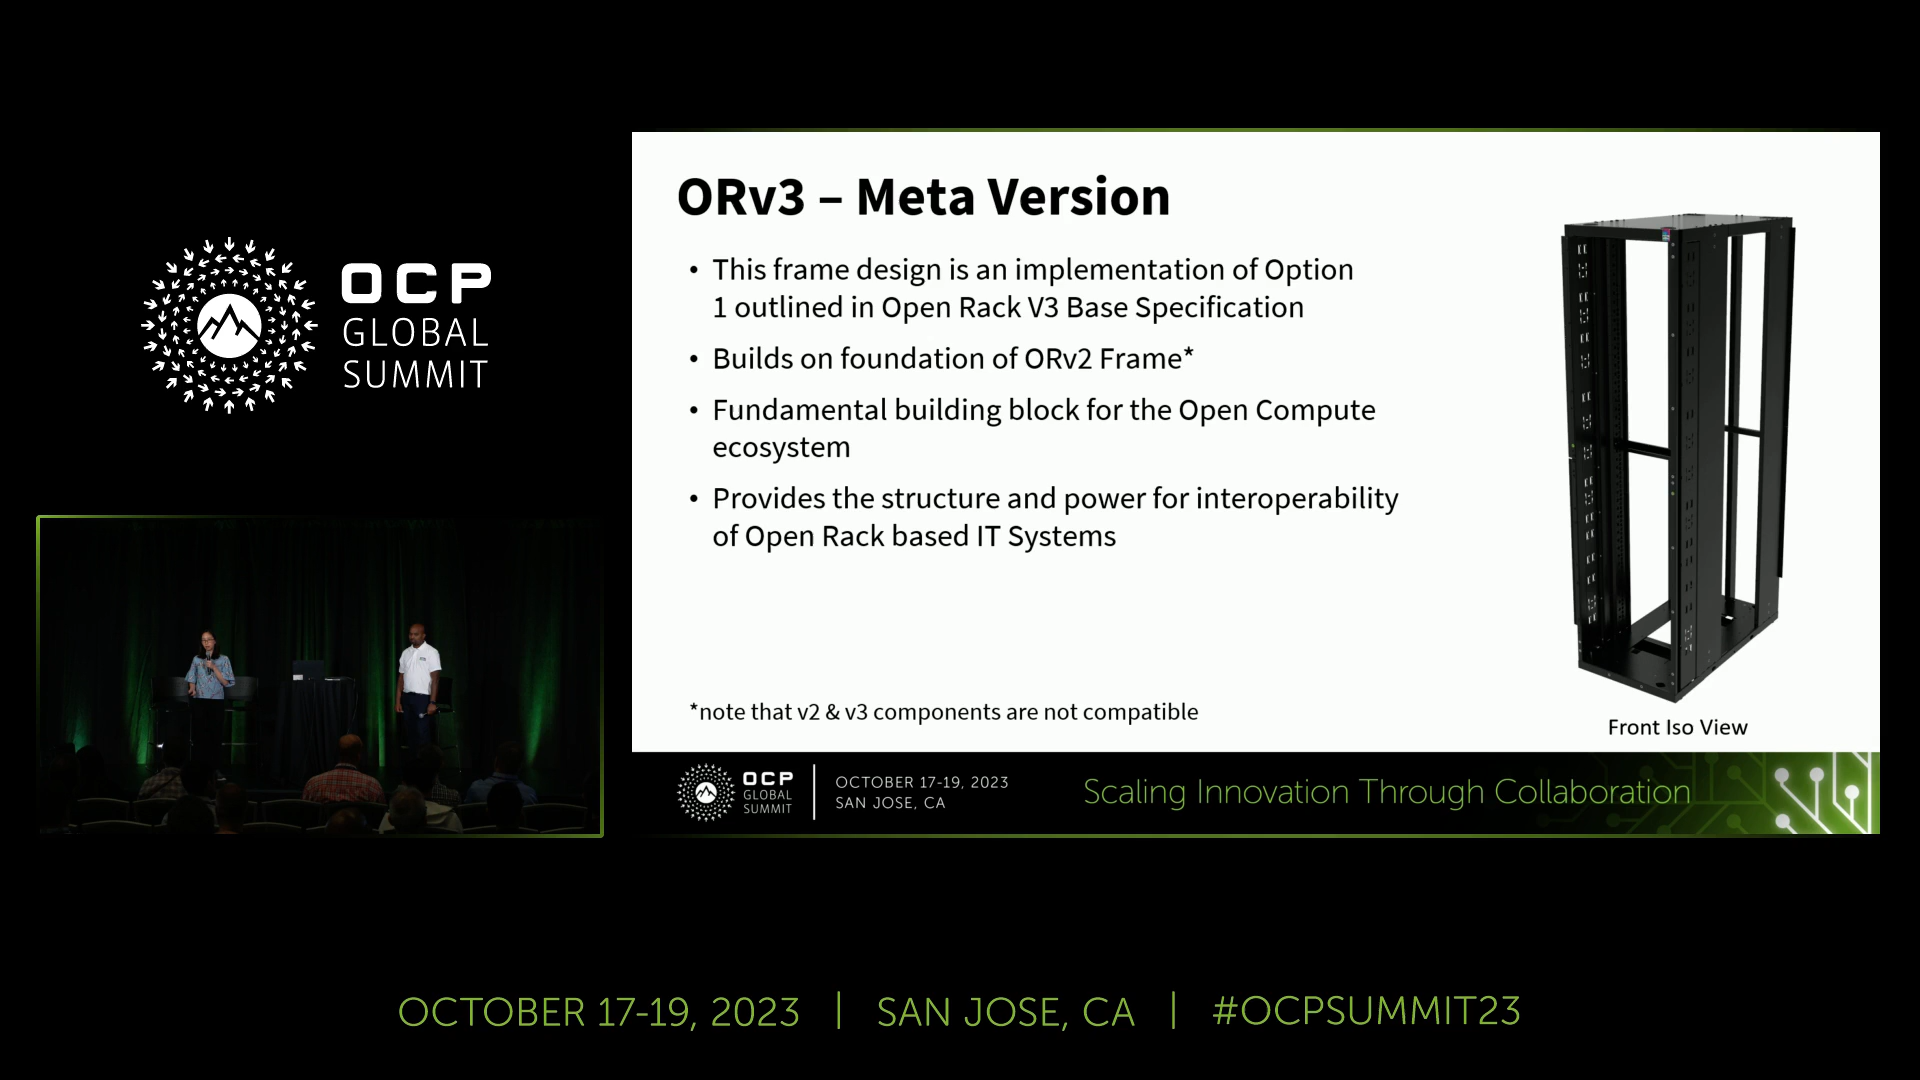 OCP
GLOBAL
SUMMIT
ORv3 – Meta Version
• This frame design is an implementation of Option
1 outlined in Open Rack V3 Base Specification
• Builds on foundation of ORv2 Frame*
• Fundamental building block for the Open Compute
ecosystem
• Provides the structure and power for interoperability
of Open Rack based IT Systems
*note that v2 & v3 components are not compatible
Front Iso View
OCP
GLOBAL
SUMMIT
OCTOBER 17-19, 2023
SAN JOSE, CA
Scaling Innovation Through Collaboration
OCTOBER 17-19, 2023 | SAN JOSE, CA | #OCPSUMMIT23